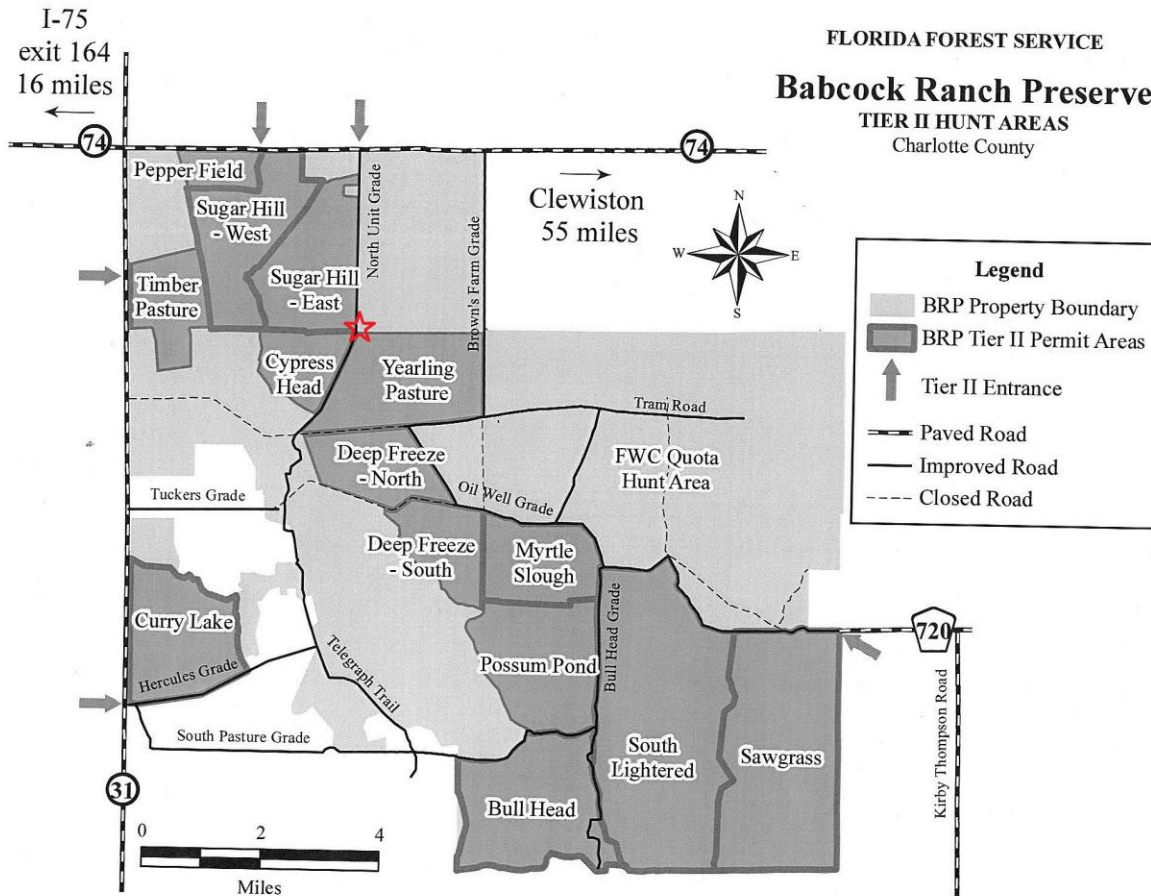 I-75
exit 164
16 miles
FLORIDA FOREST SERVICE
Babcock Ranch Preserve
TIER II HUNT AREAS
Charlotte County
74
74
Pepper Field
Sugar Hill
- West
North Unit Grade
Clewiston
55 miles
N
W
E
S
Brown's Farm Grade
Timber
Pasture
Sugar Hill
- East
Legend
BRP Property Boundary
BRP Tier II Permit Areas
Tier II Entrance
Paved Road
Improved Road
Closed Road
Cypress
Head
Yearling
Pasture
Tram Road
Deep Freeze
- North
FWC Quota
Hunt Area
Oil Well Grade
Tuckers Grade
Deep Freeze
- South
Myrtle
Slough
Curry Lake
Hercules Grade
Telegraph Trail
Possum Pond
Bull Head Grade
720
Kirby Thompson Road
South Pasture Grade
South
Lightered
Sawgrass
31
Bull Head
0
2
4
Miles